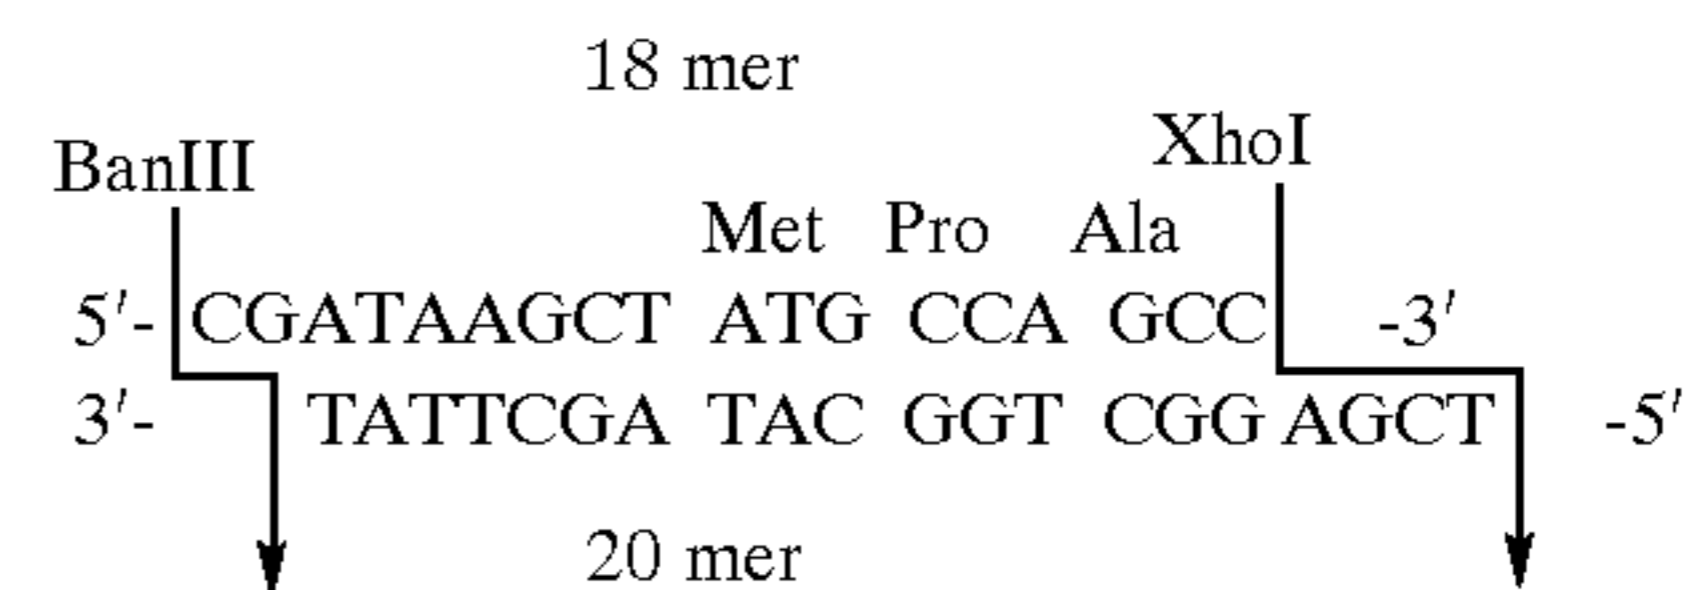 18 mer
BanIII XhoI
Met Pro Ala
5′- CGATAAGCT ATG CCA GCC -3′
3′- TATTCGA TAC GGT CGG AGCT -5′
20 mer